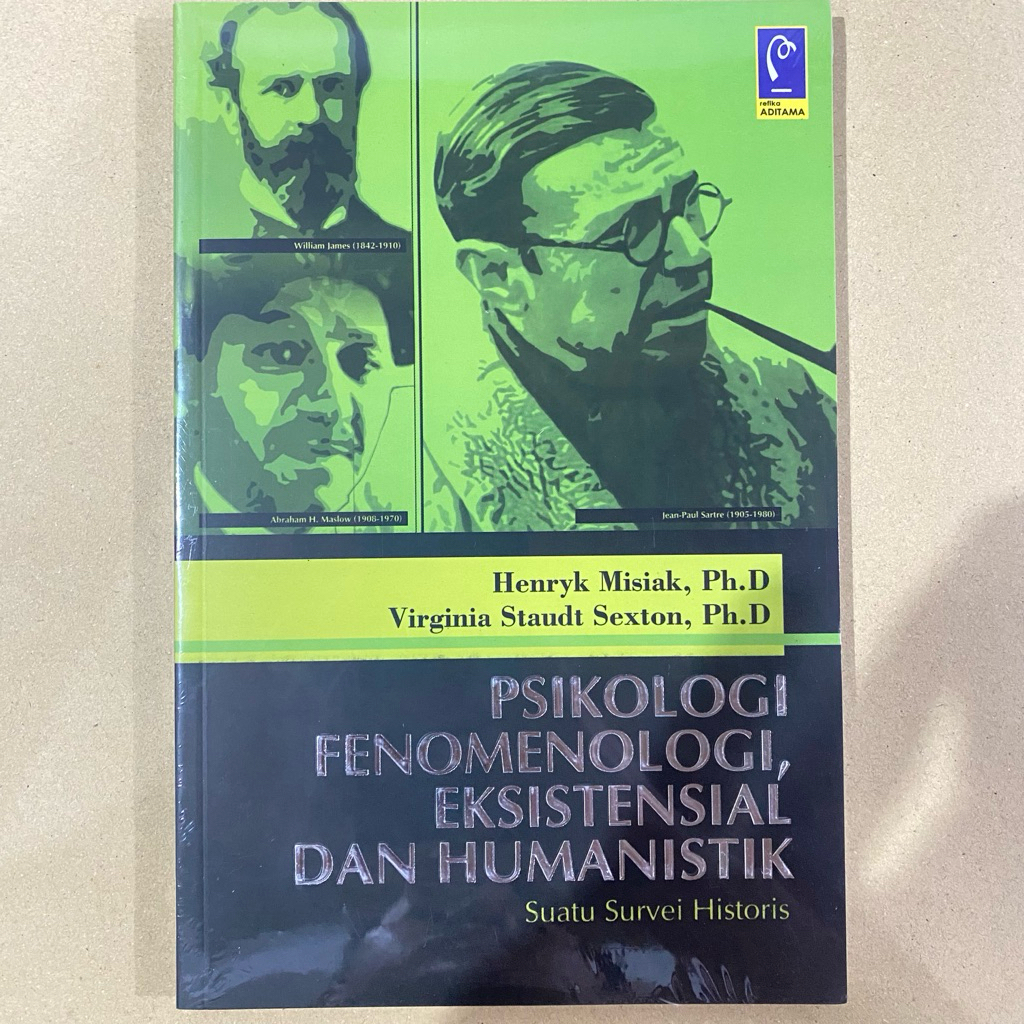 refika
ADITAMA
William James (1842-1910)
Abraham H. Maslow (1908-1970)
Jean-Paul Sartre (1905-1980)
Henryk Misiak, Ph.D
Virginia Staudt Sexton, Ph.D
PSIKOLOGI
FENOMENOLOGI,
EKSISTENSIAL
DAN HUMANISTIK
Suatu Survei Historis